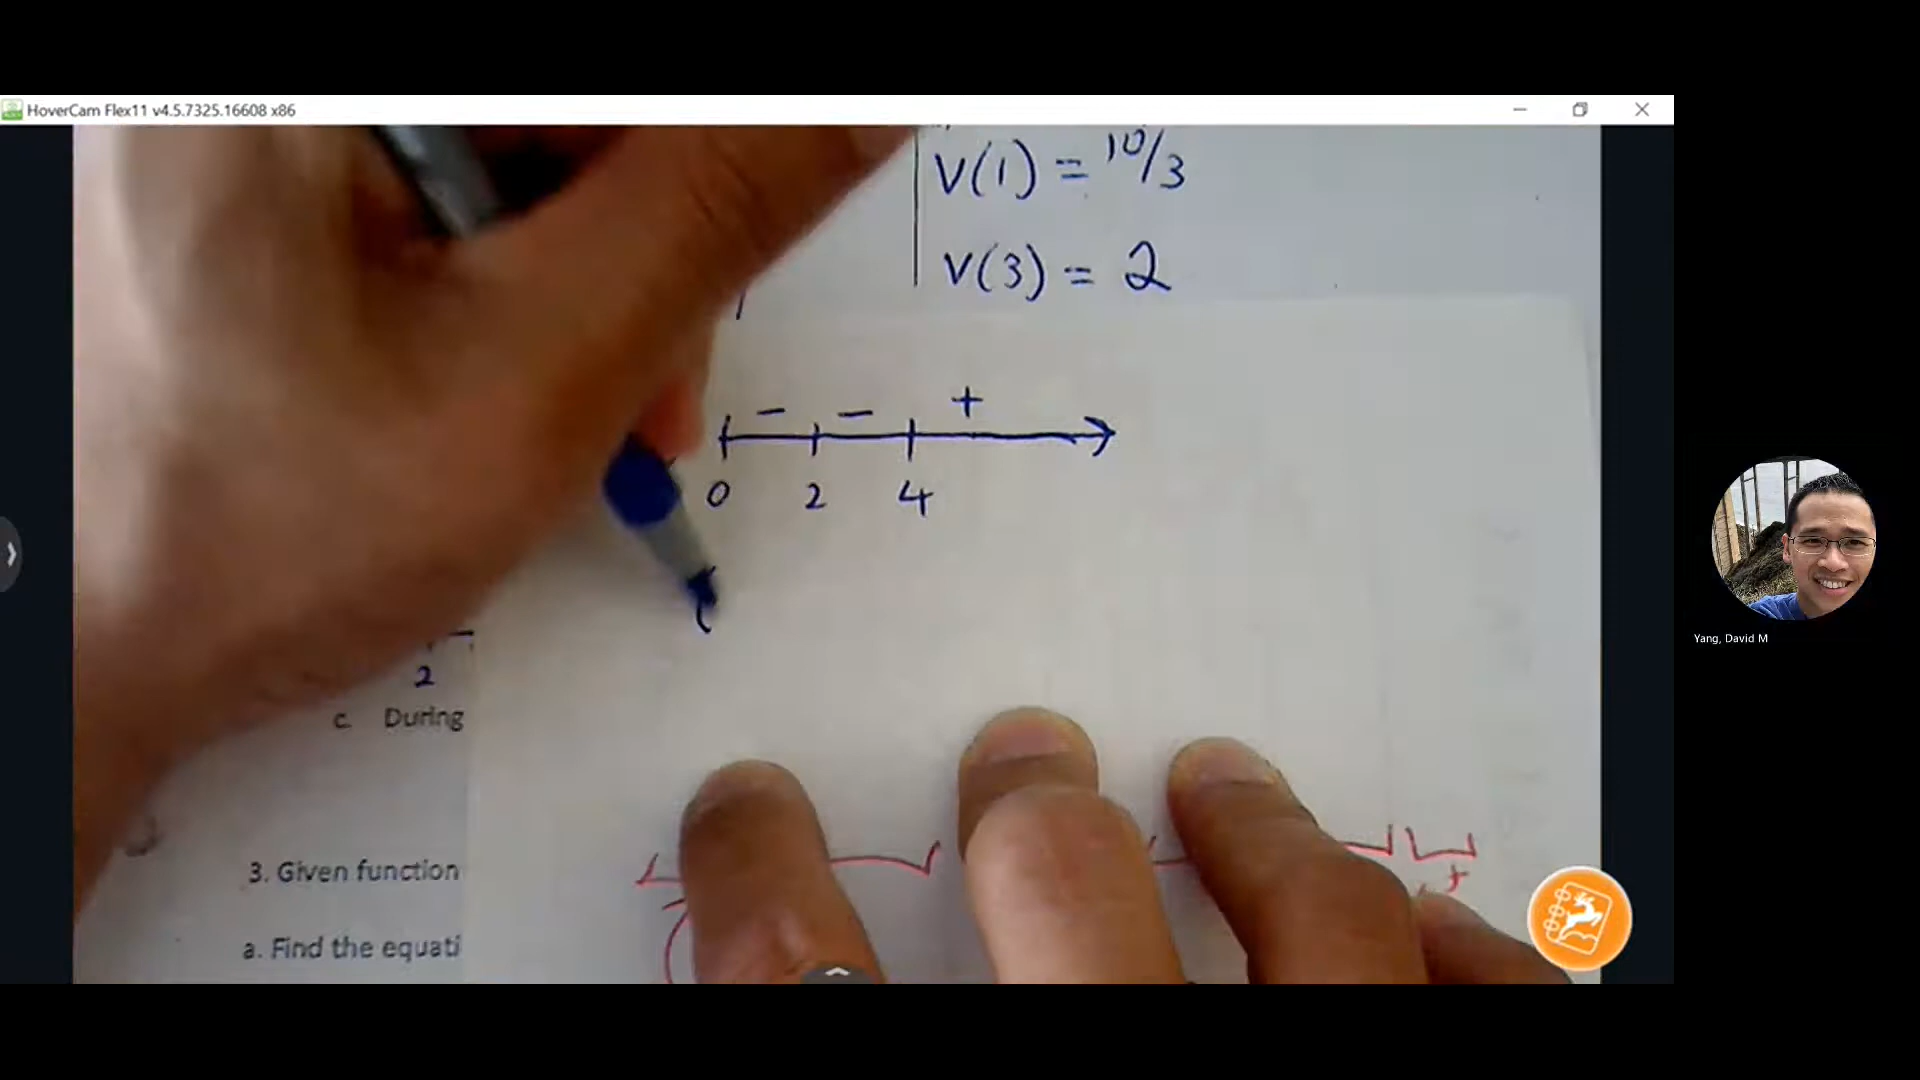 HoverCam Flex11 v4.5.7325.16608 x86
V(1) = 10/3
V(3) = 2
− − +
0 2 4
(
2
c. During
3. Given function
a. Find the equati
+
Yang, David M